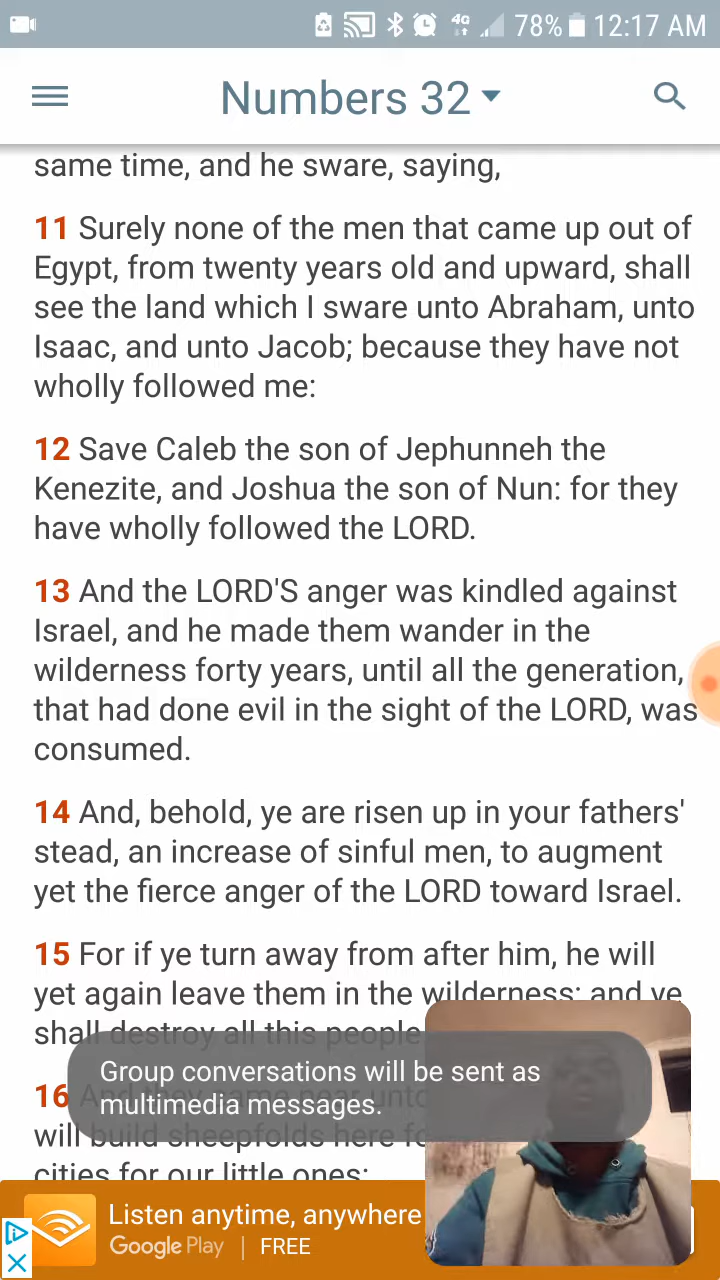 4G 78% 12:17 AM
Numbers 32
same time, and he sware, saying,
11 Surely none of the men that came up out of
Egypt, from twenty years old and upward, shall
see the land which I sware unto Abraham, unto
Isaac, and unto Jacob; because they have not
wholly followed me:
12 Save Caleb the son of Jephunneh the
Kenezite, and Joshua the son of Nun: for they
have wholly followed the LORD.
13 And the LORD'S anger was kindled against
Israel, and he made them wander in the
wilderness forty years, until all the generation,
that had done evil in the sight of the LORD, was
consumed.
14 And, behold, ye are risen up in your fathers'
stead, an increase of sinful men, to augment
yet the fierce anger of the LORD toward Israel.
15 For if ye turn away from after him, he will
yet again leave them in the wilderness; and ye
shall destroy all this people
Group conversations will be sent as
multimedia messages.
16 And they came near unto
will build sheepfolds here
cities for our little ones:
Listen anytime, anywhere
Google Play | FREE